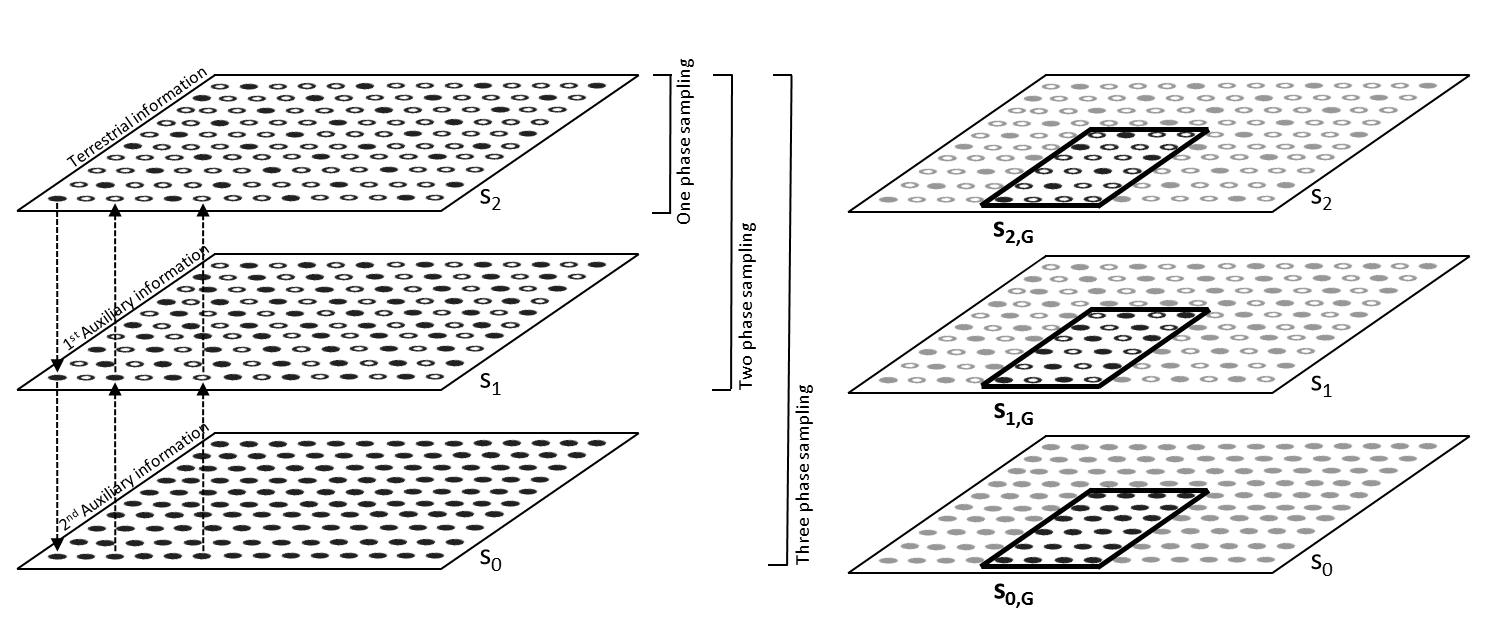 Terrestrial information
s2
One phase sampling
1st Auxiliary information
s1
Two phase sampling
2nd Auxiliary information
s0
Three phase sampling
s2
s2,G
s1
s1,G
s0
s0,G